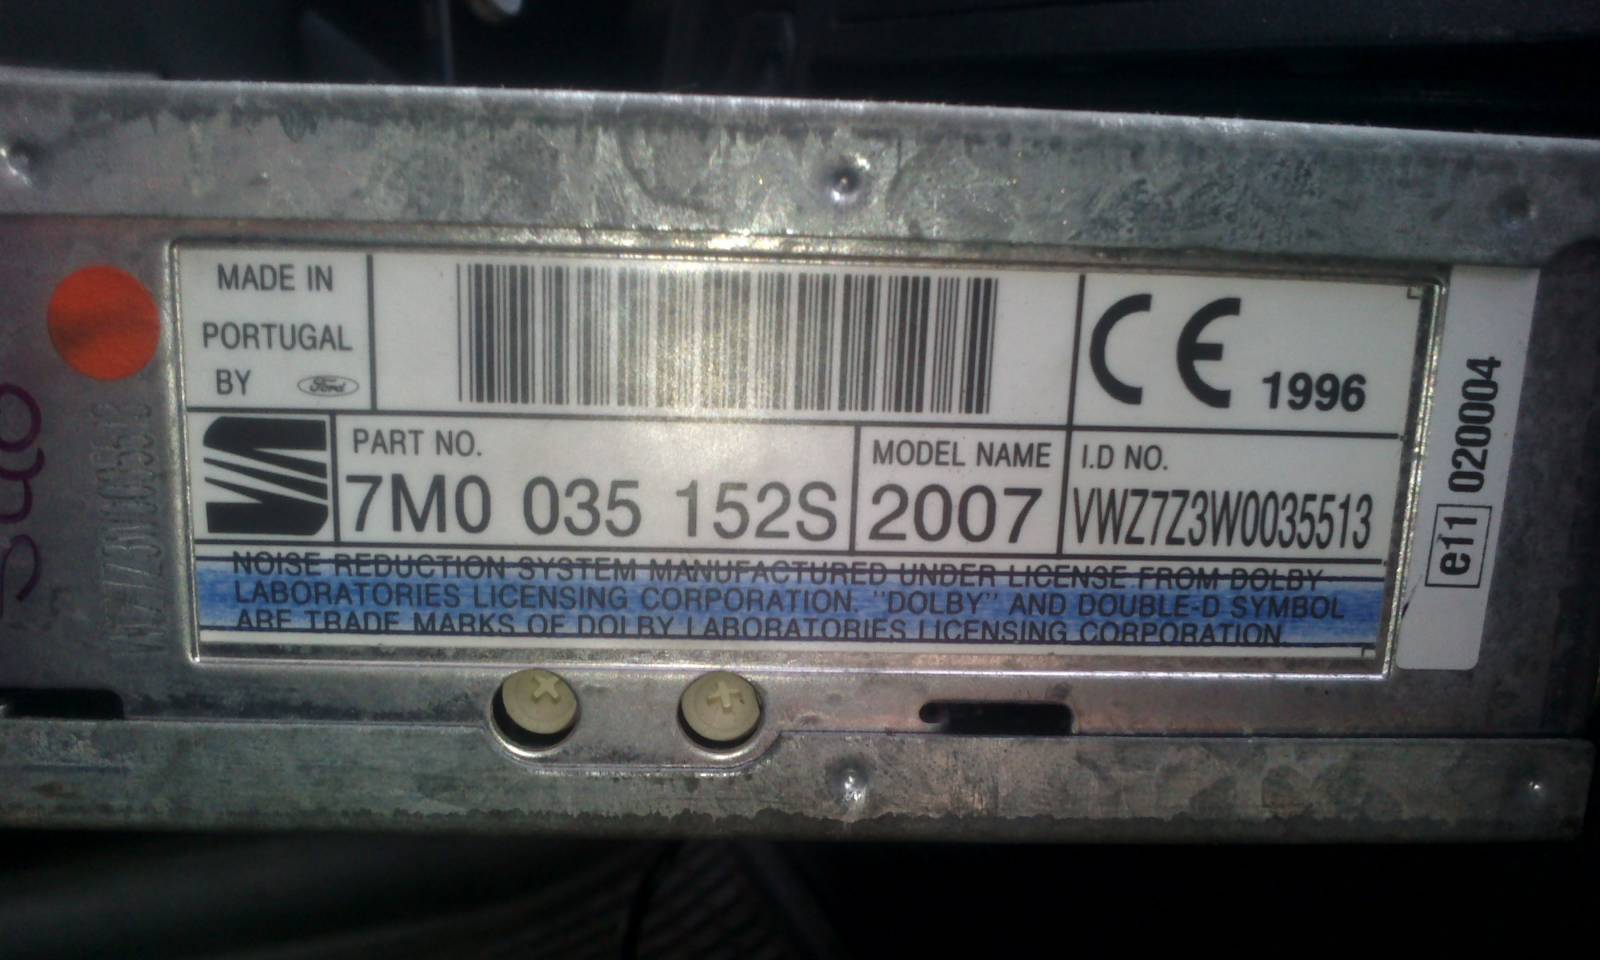 MADE IN
PORTUGAL
BY Ford
CE 1996
PART NO.
7M0 035 152S
MODEL NAME
2007
I.D NO.
VWZ7Z3W0035513
NOISE REDUCTION SYSTEM MANUFACTURED UNDER LICENSE FROM DOLBY
LABORATORIES LICENSING CORPORATION. "DOLBY" AND DOUBLE-D SYMBOL
ARE TRADE MARKS OF DOLBY LABORATORIES LICENSING CORPORATION.
e11 020004